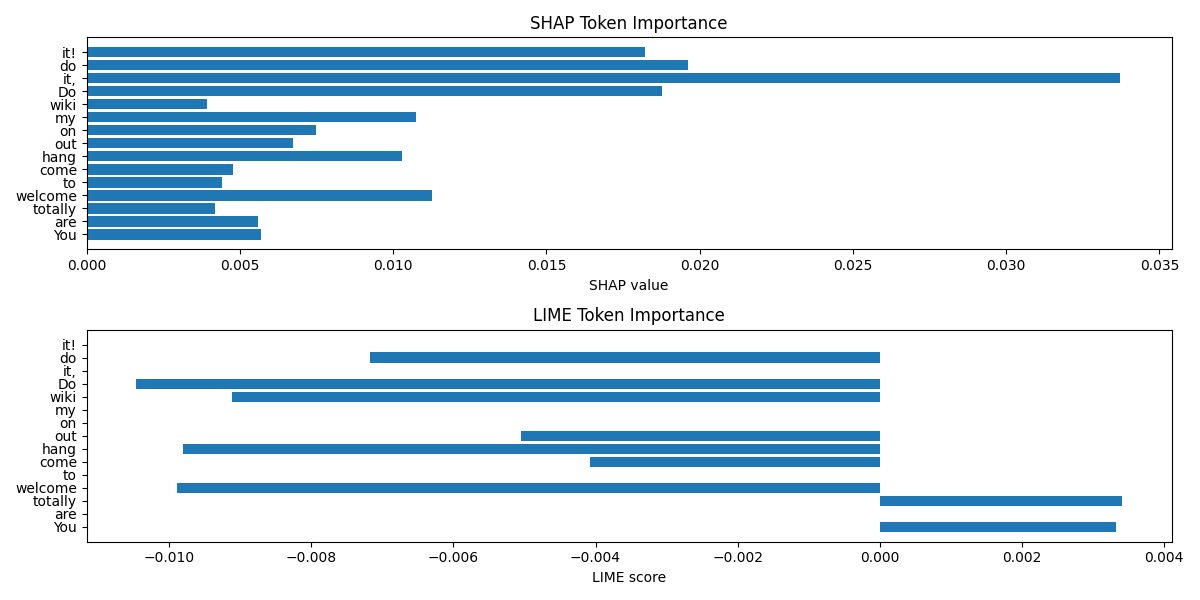 SHAP Token Importance
it!
do
it,
Do
wiki
my
on
out
hang
come
to
welcome
totally
are
You
0.000 0.005 0.010 0.015 0.020 0.025 0.030 0.035
SHAP value
LIME Token Importance
it!
do
it,
Do
wiki
my
on
out
hang
come
to
welcome
totally
are
You
−0.010 −0.008 −0.006 −0.004 −0.002 0.000 0.002 0.004
LIME score